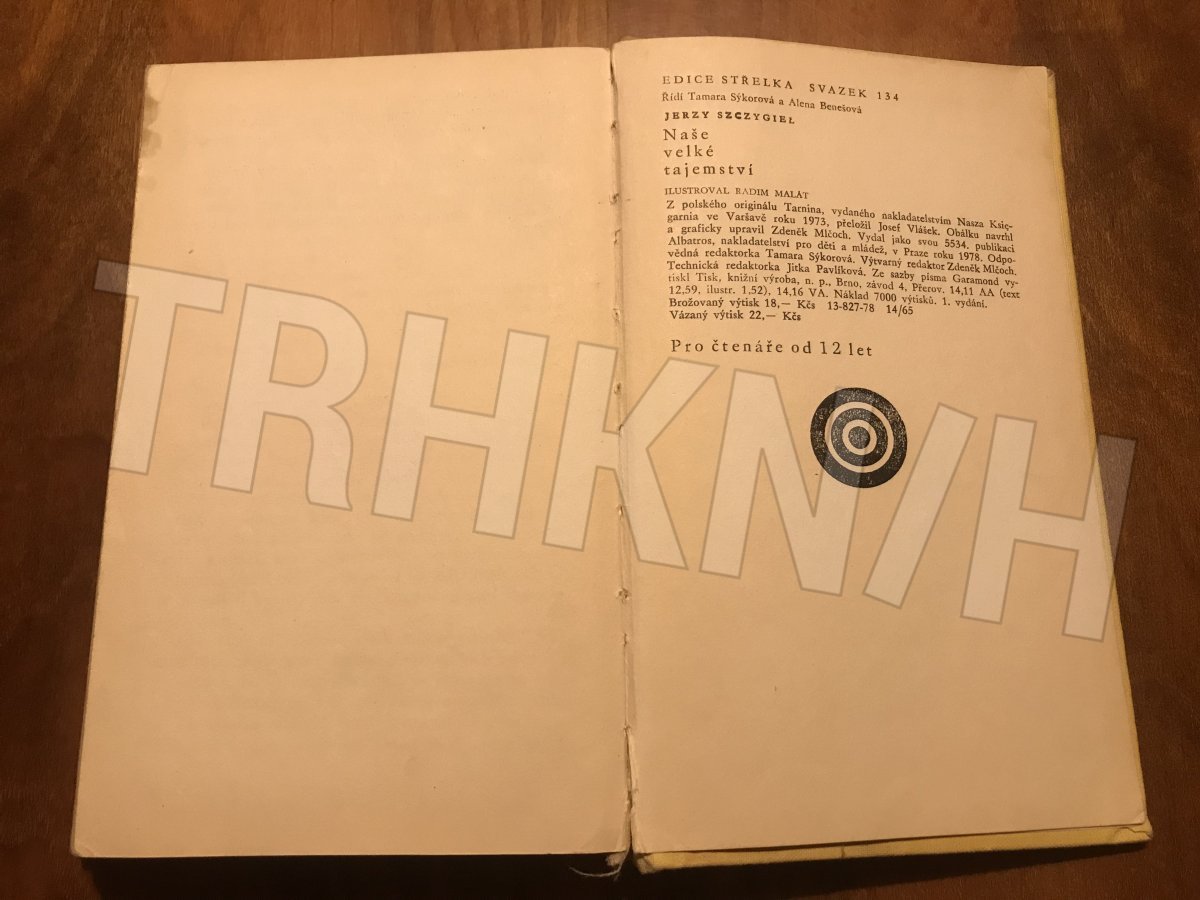 EDICE STŘELKA SVAZEK 134
Řídí Tamara Sýkorová a Alena Benešová
JERZY SZCZYGIEŁ
Naše
velké
tajemství
ILUSTROVAL RADIM MALÁT
Z polského originálu Tarnina, vydaného nakladatelstvím Nasza Księ-
garnia ve Varšavě roku 1973, přeložil Josef Vlášek. Obálku navrhl
a graficky upravil Zdeněk Mlčoch. Vydal jako svou 5534. publikaci
Albatros, nakladatelství pro děti a mládež, v Praze roku 1978. Odpo-
vědná redaktorka Tamara Sýkorová. Výtvarný redaktor Zdeněk Mlčoch.
Technická redaktorka Jitka Pavlíková. Ze sazby písma Garamond vy-
tiskl Tisk, knižní výroba, n. p., Brno, závod 4, Přerov. 14,11 AA (text
12,59, ilustr. 1,52), 14,16 VA. Náklad 7000 výtisků. 1. vydání.
Brožovaný výtisk 18,— Kčs 13-827-78 14/65
Vázaný výtisk 22,— Kčs
Pro čtenáře od 12 let
TRHKN/H